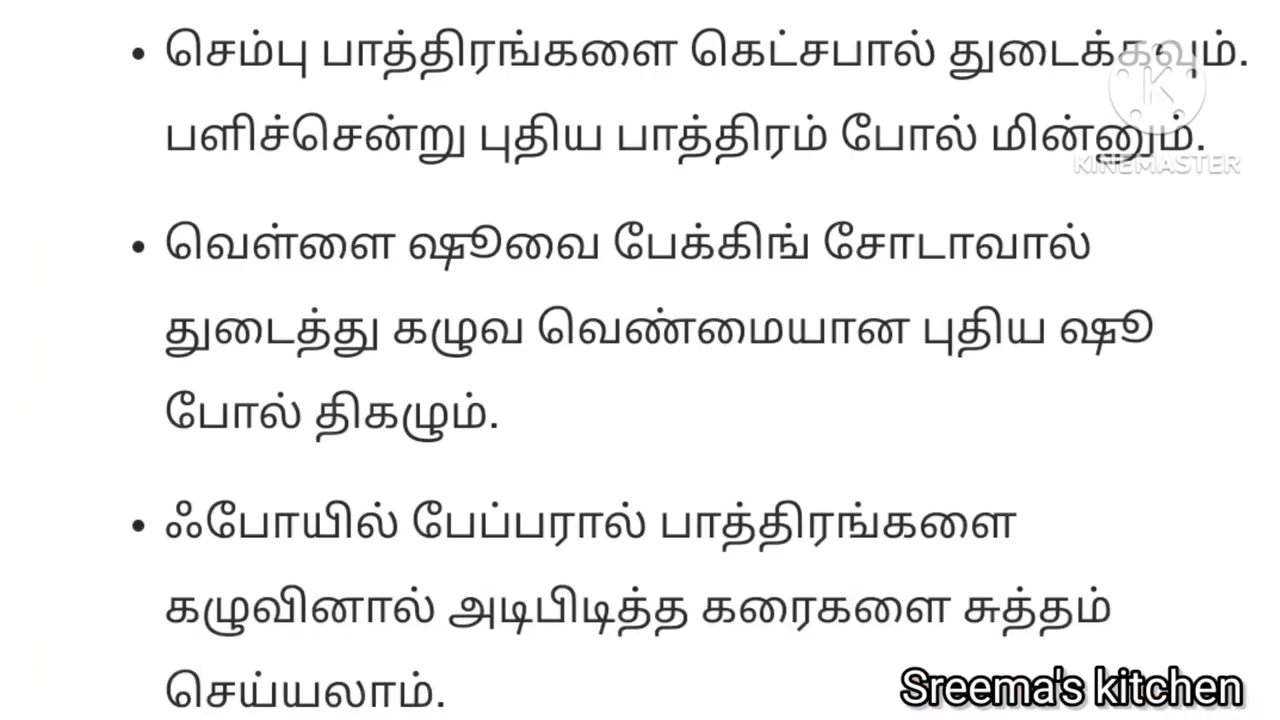 • செம்பு பாத்திரங்களை கெட்சபால் துடைக்கவும்.
பளிச்சென்று புதிய பாத்திரம் போல் மின்னும்.
KINEMASTER
• வெள்ளை ஷூவை பேக்கிங் சோடாவால்
துடைத்து கழுவ வெண்மையான புதிய ஷூ
போல் திகழும்.
• ஃபோயில் பேப்பரால் பாத்திரங்களை
கழுவினால் அடிபிடித்த கரைகளை சுத்தம்
செய்யலாம்.
Sreema's kitchen